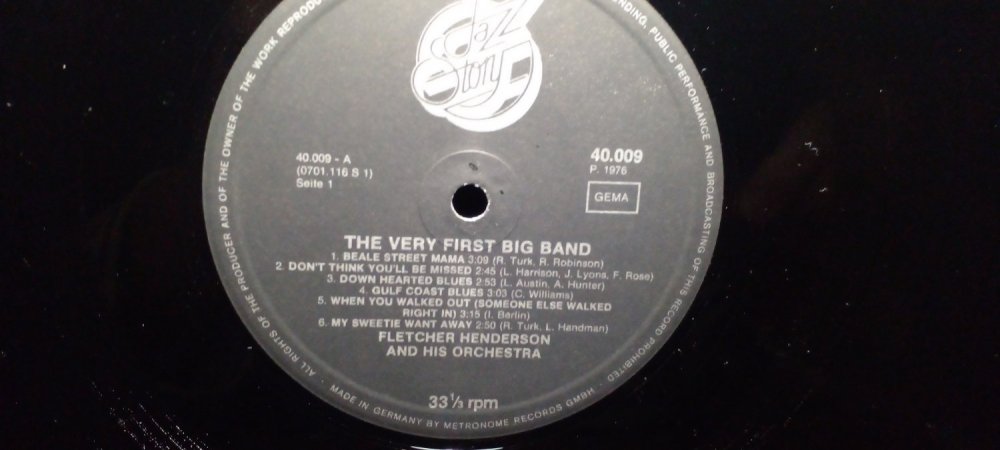 Jazz
Story
40.009 - A
(0701.116 S 1)
Seite 1
40.009
P. 1976
GEMA
THE VERY FIRST BIG BAND
1. BEALE STREET MAMA 3:09 (R. Turk, R. Robinson)
2. DON'T THINK YOU'LL BE MISSED 2:45 (L. Harrison, J. Lyons, F. Rose)
3. DOWN HEARTED BLUES 2:53 (L. Austin, A. Hunter)
4. GULF COAST BLUES 3:03 (C. Williams)
5. WHEN YOU WALKED OUT (SOMEONE ELSE WALKED
RIGHT IN) 3:15 (I. Berlin)
6. MY SWEETIE WANT AWAY 2:50 (R. Turk, L. Handman)
FLETCHER HENDERSON
AND HIS ORCHESTRA
33 1/3 rpm
ALL RIGHTS OF THE PRODUCER AND OF THE OWNER OF THE WORK
PUBLIC PERFORMANCE AND BROADCASTING OF THIS RECORD PROHIBITED
· MADE IN GERMANY BY METRONOME RECORDS GMBH ·